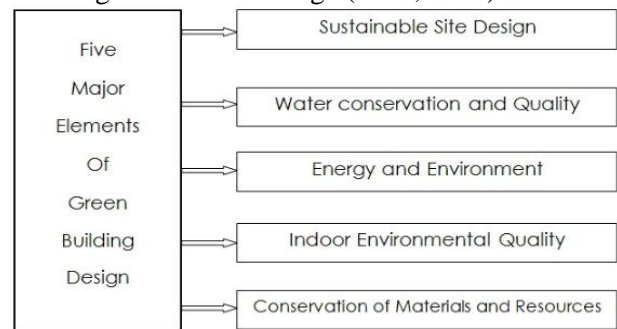 Five
Major
Elements
Of
Green
Building
Design
Sustainable Site Design
Water conservation and Quality
Energy and Environment
Indoor Environmental Quality
Conservation of Materials and Resources